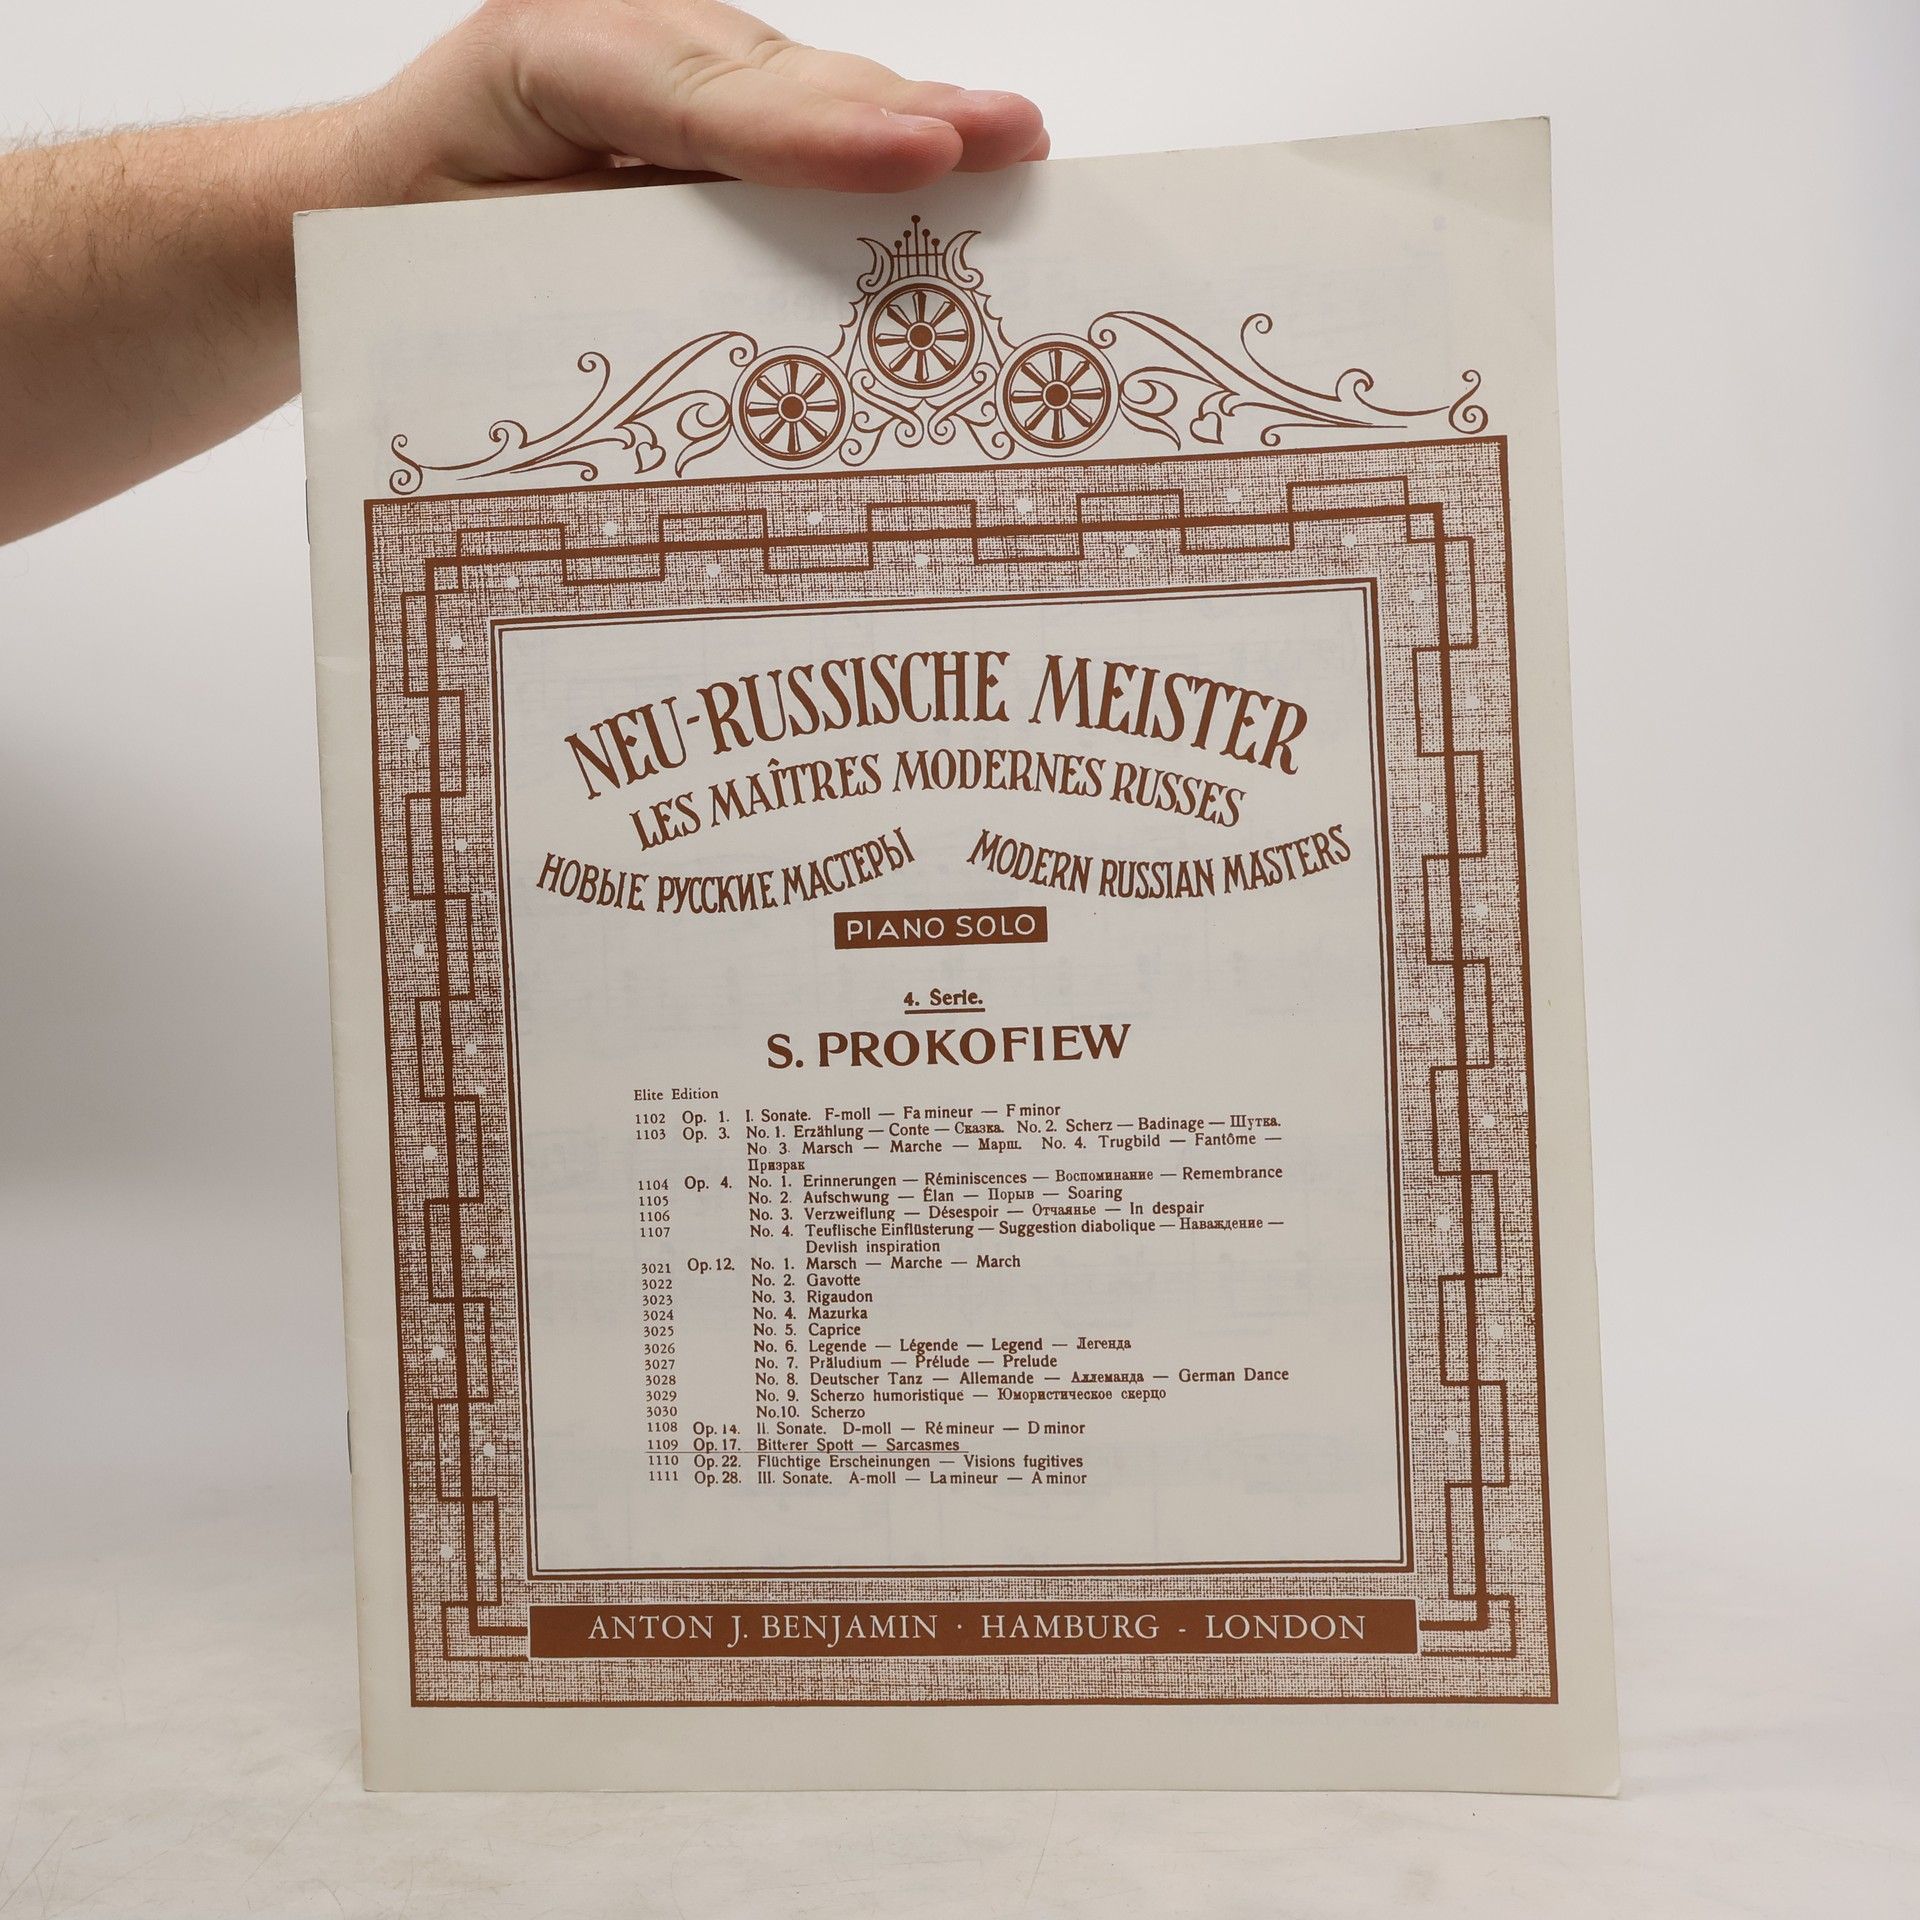 NEU-RUSSISCHE MEISTER
LES MAÎTRES MODERNES RUSSES
НОВЫЕ РУССКИЕ МАСТЕРЫ
MODERN RUSSIAN MASTERS
PIANO SOLO
4. Serie.
S. PROKOFIEW
Elite Edition
1102 Op. 1. I. Sonate. F-moll — Fa mineur — F minor
1103 Op. 3. No. 1. Erzählung — Conte — Сказка. No. 2. Scherz — Badinage — Шутка.
No. 3. Marsch — Marche — Марш. No. 4. Trugbild — Fantôme —
Призрак
1104 Op. 4. No. 1. Erinnerungen — Réminiscences — Воспоминание — Remembrance
1105 No. 2. Aufschwung — Élan — Порыв — Soaring
1106 No. 3. Verzweiflung — Désespoir — Отчаянье — In despair
1107 No. 4. Teuflische Einflüsterung — Suggestion diabolique — Наваждение —
Devlish inspiration
3021 Op. 12. No. 1. Marsch — Marche — March
3022 No. 2. Gavotte
3023 No. 3. Rigaudon
3024 No. 4. Mazurka
3025 No. 5. Caprice
3026 No. 6. Legende — Légende — Legend — Легенда
3027 No. 7. Präludium — Prélude — Prelude
3028 No. 8. Deutscher Tanz — Allemande — Аллеманда — German Dance
3029 No. 9. Scherzo humoristique — Юмористическое скерцо
3030 No. 10. Scherzo
1108 Op. 14. II. Sonate. D-moll — Ré mineur — D minor
1109 Op. 17. Bitterer Spott — Sarcasmes
1110 Op. 22. Flüchtige Erscheinungen — Visions fugitives
1111 Op. 28. III. Sonate. A-moll — La mineur — A minor
ANTON J. BENJAMIN · HAMBURG - LONDON